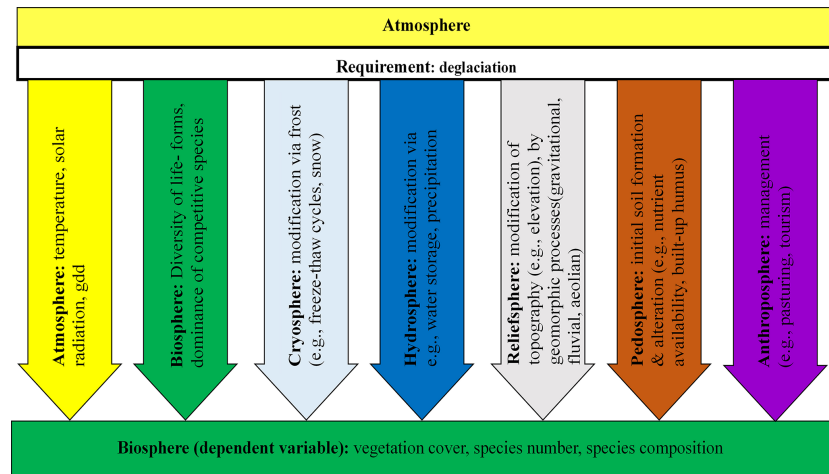 Atmosphere
Requirement: deglaciation
Atmosphere: temperature, solar
radiation, gdd
Biosphere: Diversity of life- forms,
dominance of competitive species
Cryosphere: modification via frost
(e.g., freeze-thaw cycles, snow)
Hydrosphere: modification via
e.g., water storage, precipitation
Reliefsphere: modification of
topography (e.g., elevation), by
geomorphic processes(gravitational,
fluvial, aeolian)
Pedosphere: initial soil formation
& alteration (e.g., nutrient
availability, built-up humus)
Anthroposphere: management
(e.g., pasturing, tourism)
Biosphere (dependent variable): vegetation cover, species number, species composition